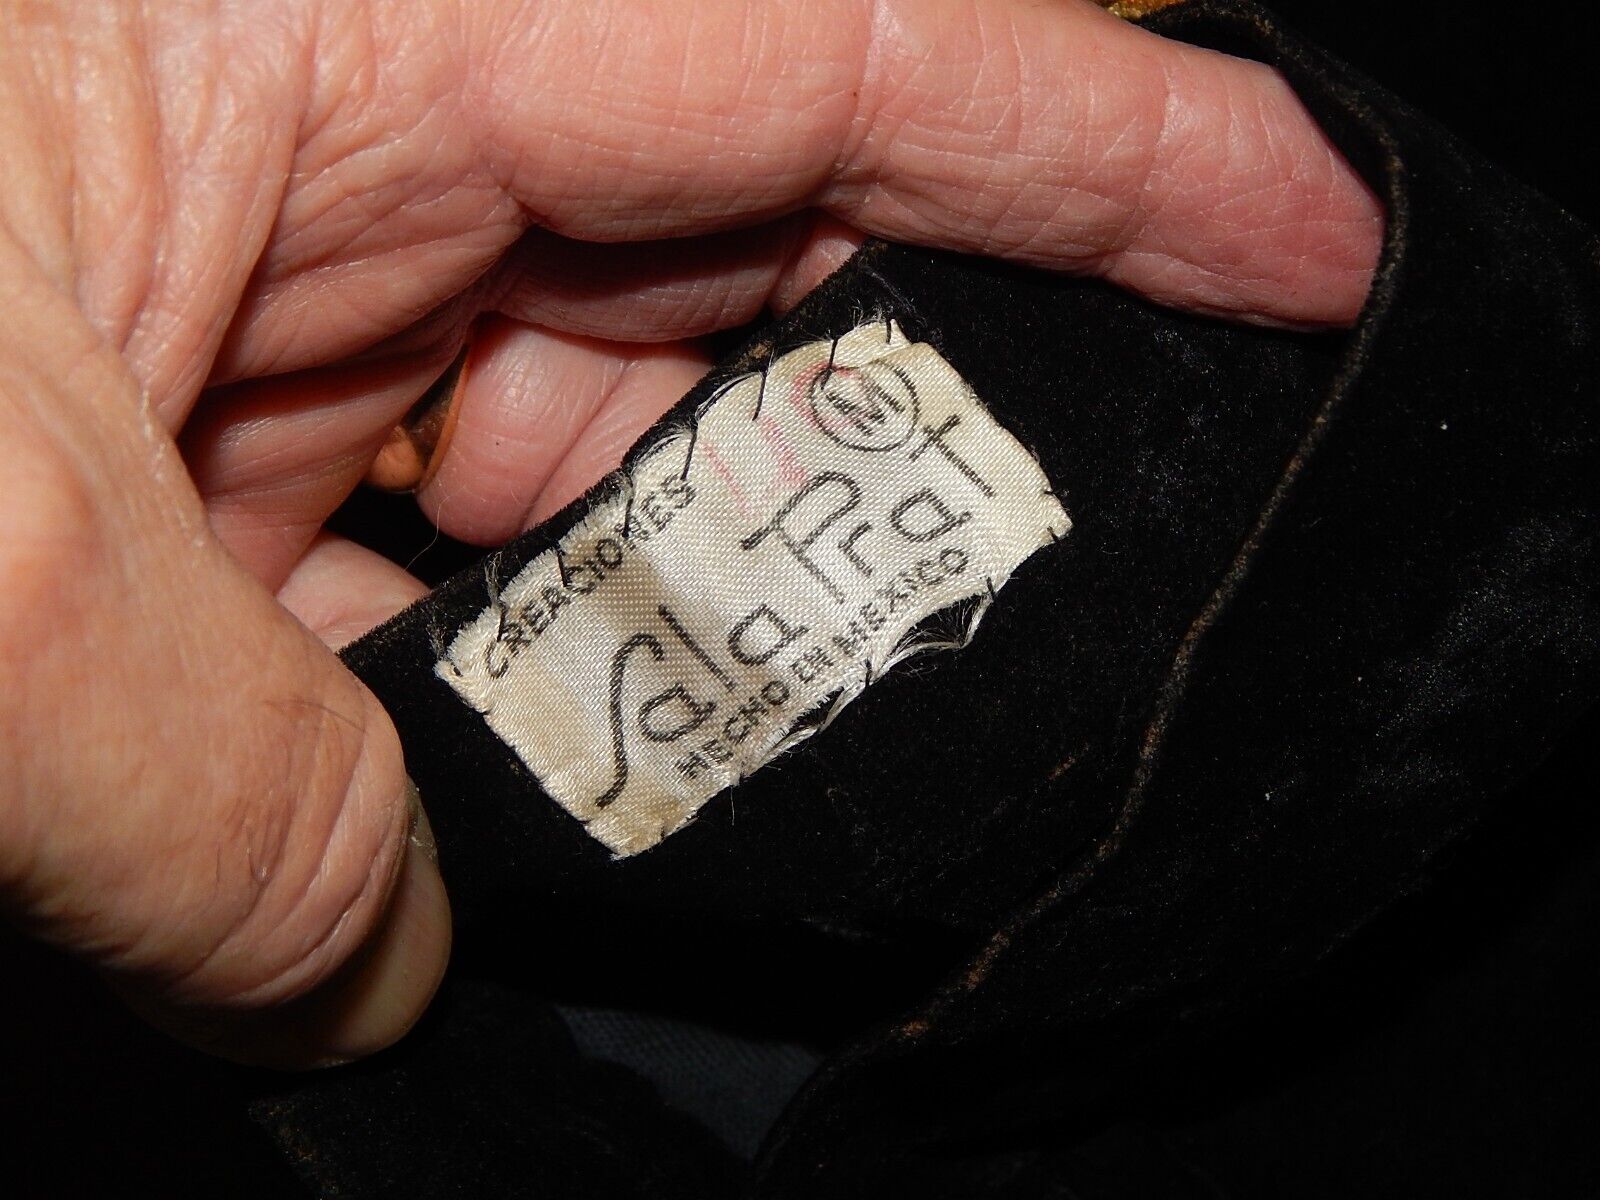 CREACIONES
Sala Prat
HECHO EN MEXICO